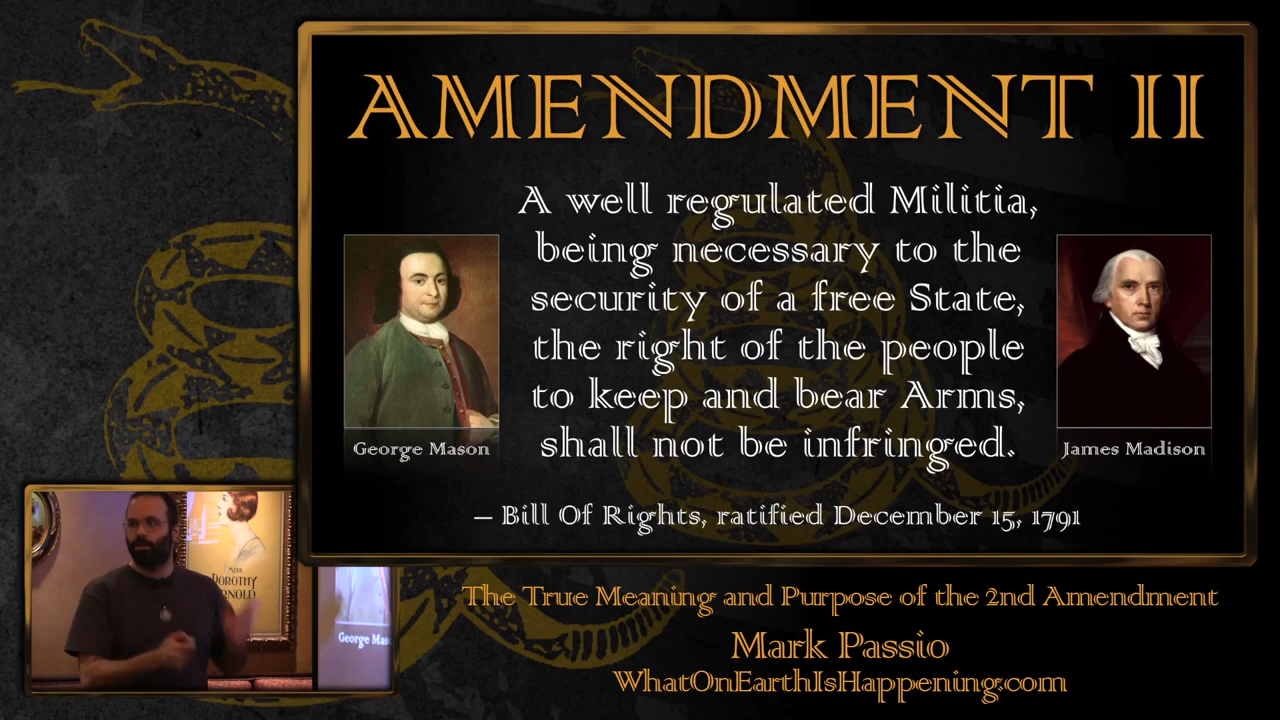 AMENDMENT II
A well regulated Militia,
being necessary to the
security of a free State,
the right of the people
to keep and bear Arms,
shall not be infringed.
George Mason
James Madison
– Bill Of Rights, ratified December 15, 1791
MISS
DOROTHY
RNOLD
George Mas
The True Meaning and Purpose of the 2nd Amendment
Mark Passio
WhatOnEarthIsHappening.com